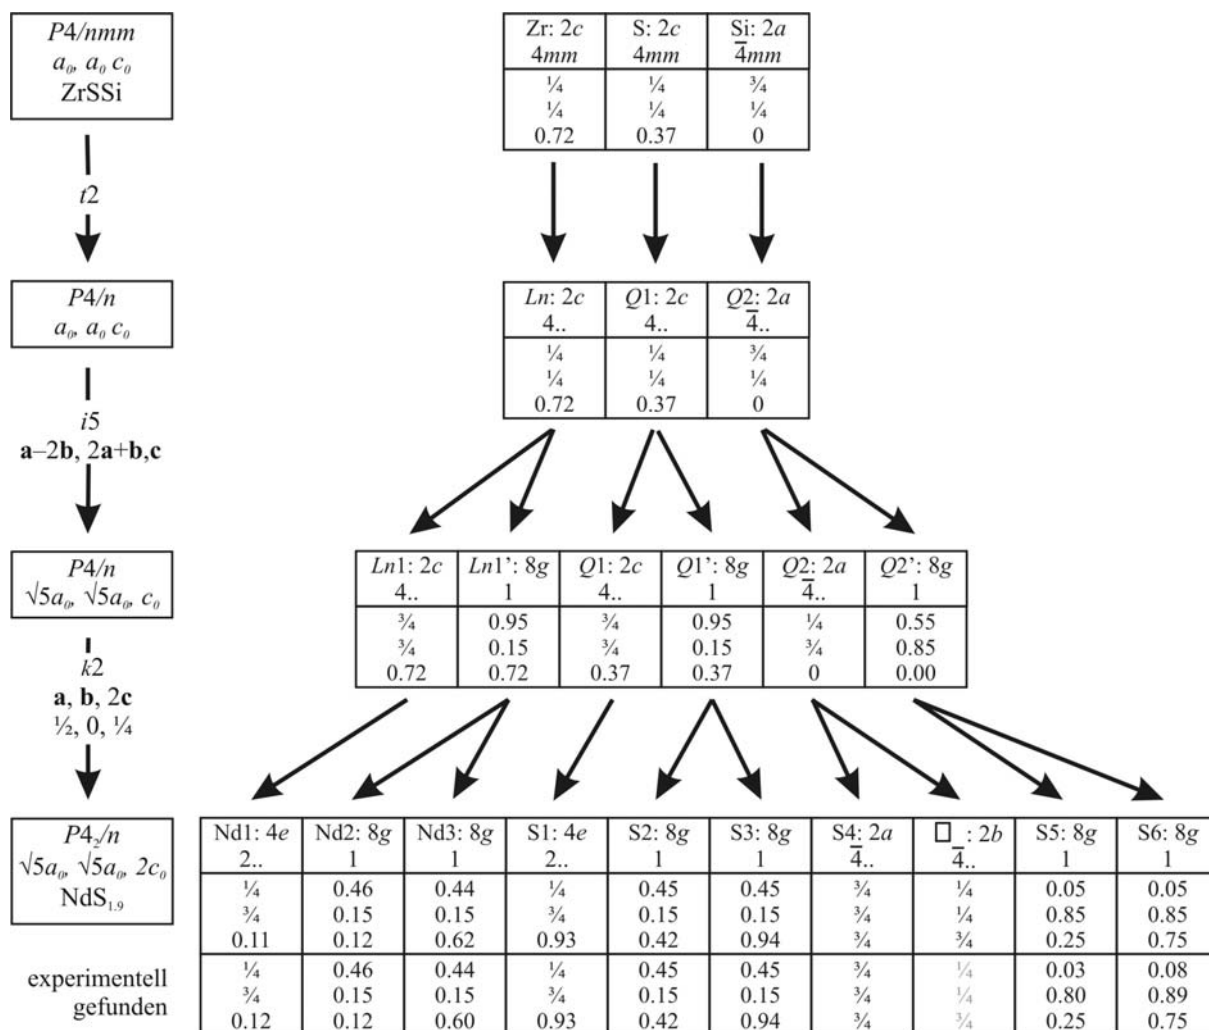 P4/nmm
a₀, a₀ c₀
ZrSSi
Zr: 2c S: 2c Si: 2a
4mm 4mm 4̅mm
¼ ¼ ¾
¼ ¼ ¼
0.72 0.37 0
t2
P4/n
a₀, a₀ c₀
Ln: 2c Q1: 2c Q2: 2a
4.. 4.. 4̅..
¼ ¼ ¾
¼ ¼ ¼
0.72 0.37 0
i5
a–2b, 2a+b,c
P4/n
√5a₀, √5a₀, c₀
Ln1: 2c Ln1’: 8g Q1: 2c Q1’: 8g Q2: 2a Q2’: 8g
4.. 1 4.. 1 4̅.. 1
¾ 0.95 ¾ 0.95 ¼ 0.55
¾ 0.15 ¾ 0.15 ¾ 0.85
0.72 0.72 0.37 0.37 0 0.00
k2
a, b, 2c
½, 0, ¼
P4₂/n
√5a₀, √5a₀, 2c₀
NdS₁.₉
Nd1: 4e Nd2: 8g Nd3: 8g S1: 4e S2: 8g S3: 8g S4: 2a □: 2b S5: 8g S6: 8g
2.. 1 1 2.. 1 1 4̅.. 4̅.. 1 1
¼ 0.46 0.44 ¼ 0.45 0.45 ¾ ¼ 0.05 0.05
¾ 0.15 0.15 ¾ 0.15 0.15 ¾ ¼ 0.85 0.85
0.11 0.12 0.62 0.93 0.42 0.94 ¾ ¾ 0.25 0.75
experimentell
gefunden
¼ 0.46 0.44 ¼ 0.45 0.45 ¾ ¼ 0.03 0.08
¾ 0.15 0.15 ¾ 0.15 0.15 ¾ ¼ 0.80 0.89
0.12 0.12 0.60 0.93 0.42 0.94 ¾ ¾ 0.25 0.75